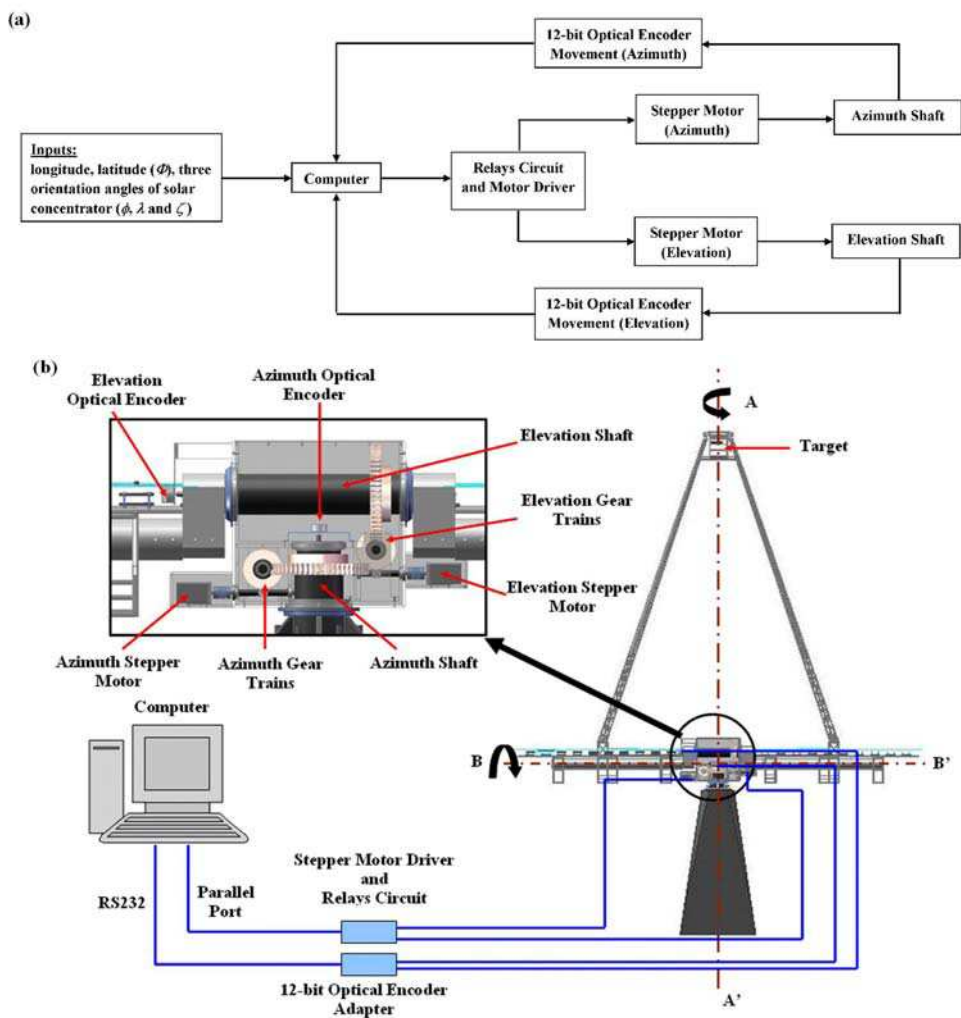 (a)
12-bit Optical Encoder
Movement (Azimuth)
Stepper Motor
(Azimuth)
Azimuth Shaft
Inputs:
longitude, latitude (Φ), three
orientation angles of solar
concentrator (ϕ, λ and ζ)
Computer
Relays Circuit
and Motor Driver
Stepper Motor
(Elevation)
Elevation Shaft
12-bit Optical Encoder
Movement (Elevation)
(b)
Elevation
Optical Encoder
Azimuth Optical
Encoder
A
Target
Elevation Shaft
Elevation Gear
Trains
Elevation Stepper
Motor
Azimuth Stepper
Motor
Azimuth Gear
Trains
Azimuth Shaft
Computer
B
B'
Stepper Motor Driver
and
Relays Circuit
RS232
Parallel
Port
12-bit Optical Encoder
Adapter
A'